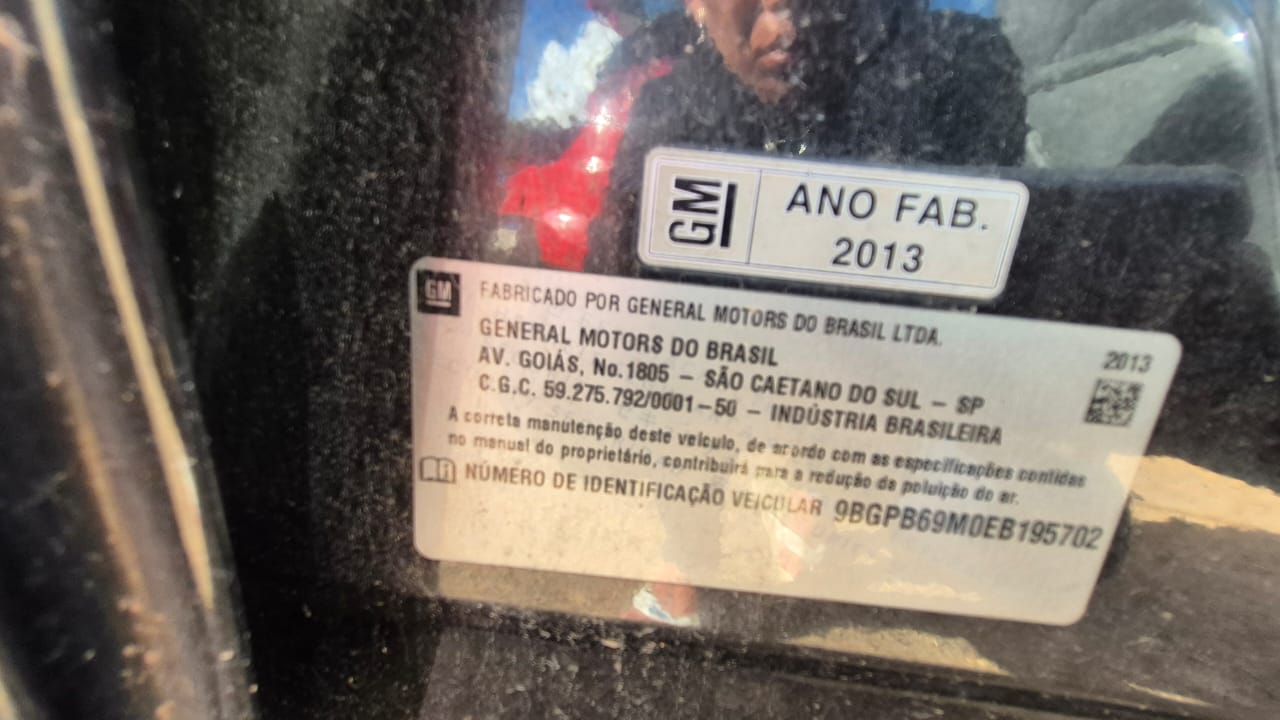 GM
ANO FAB.
2013
GM
FABRICADO POR GENERAL MOTORS DO BRASIL LTDA.
2013
GENERAL MOTORS DO BRASIL
AV. GOIÁS, No.1805 – SÃO CAETANO DO SUL – SP
C.G.C. 59.275.792/0001–50 – INDÚSTRIA BRASILEIRA
A correta manutenção deste veículo, de acordo com as especificações contidas
no manual do proprietário, contribuirá para a redução da poluição do ar.
NÚMERO DE IDENTIFICAÇÃO VEICULAR 9BGPB69M0EB195702